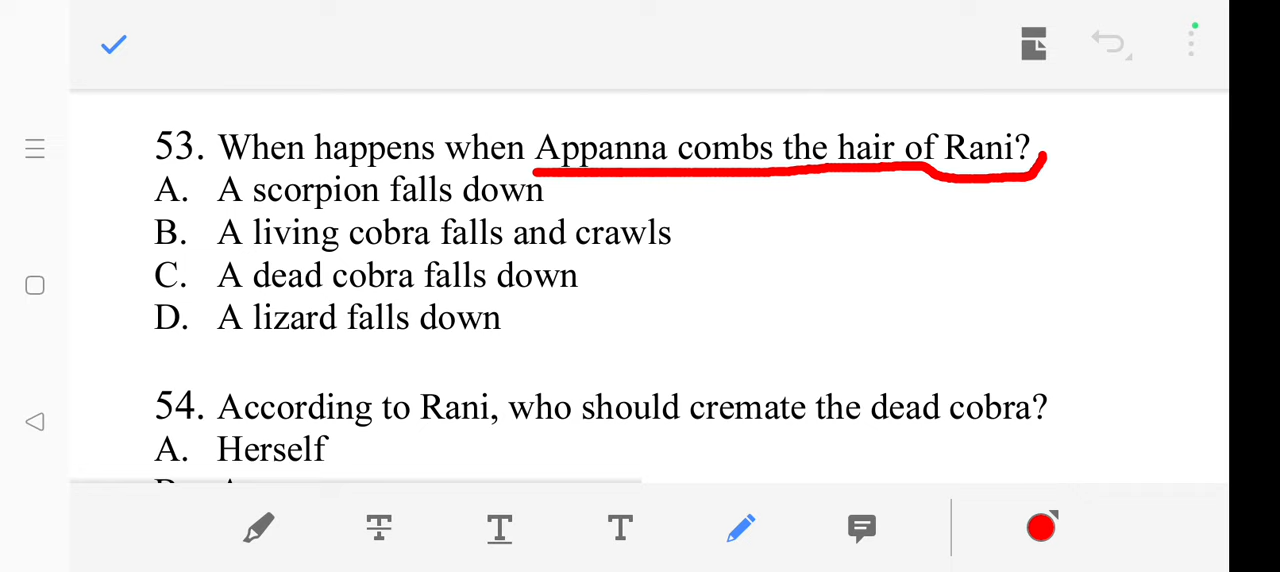 53. When happens when Appanna combs the hair of Rani?
A. A scorpion falls down
B. A living cobra falls and crawls
C. A dead cobra falls down
D. A lizard falls down
54. According to Rani, who should cremate the dead cobra?
A. Herself
T T T